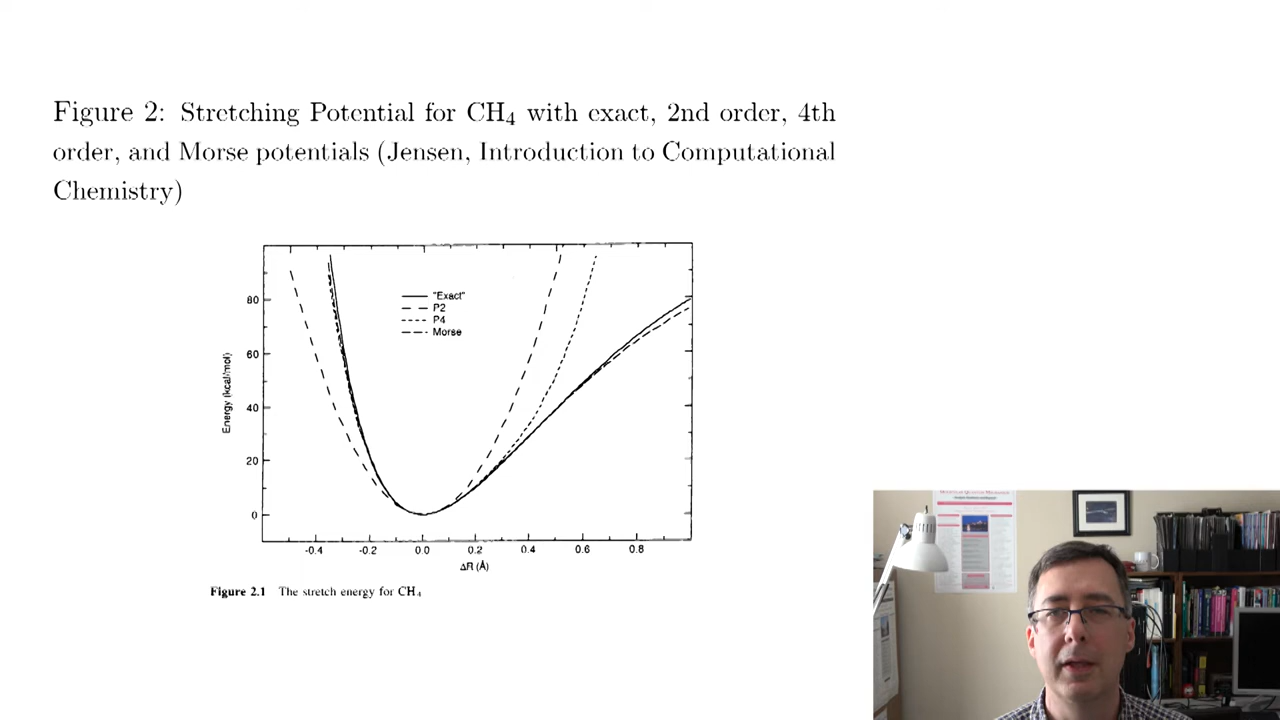 Figure 2: Stretching Potential for CH4 with exact, 2nd order, 4th
order, and Morse potentials (Jensen, Introduction to Computational
Chemistry)
"Exact"
P2
P4
Morse
80
60
40
20
0
Energy (kcal/mol)
-0.4 -0.2 0.0 0.2 0.4 0.6 0.8
ΔR (Å)
Figure 2.1 The stretch energy for CH4